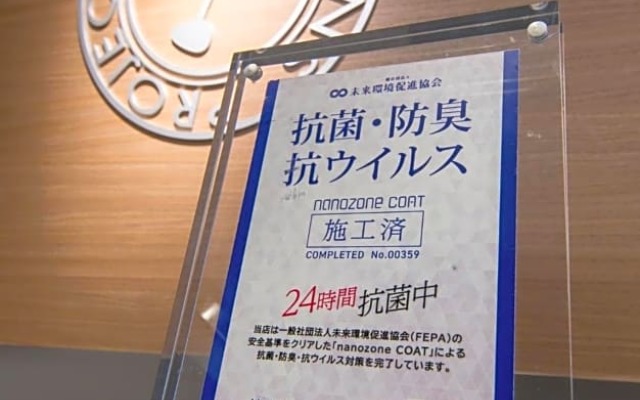 PROJEC
一般社団法人
未来環境促進協会
抗菌・防臭
抗ウイルス
nanozone COAT
施工済
COMPLETED No.00359
24時間抗菌中
当店は一般社団法人未来環境促進協会(FEPA)の
安全基準をクリアした「nanozone COAT」による
抗菌・防臭・抗ウイルス対策を完了しています。